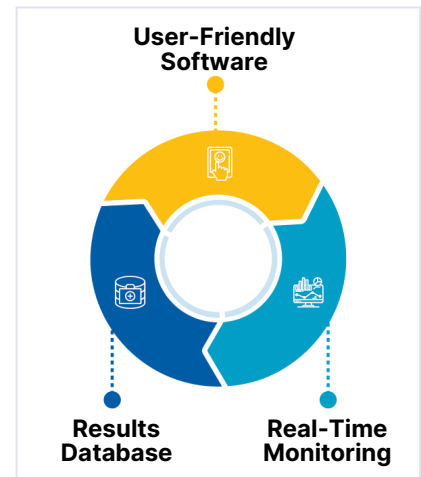 User-Friendly
Software
Results
Database
Real-Time
Monitoring